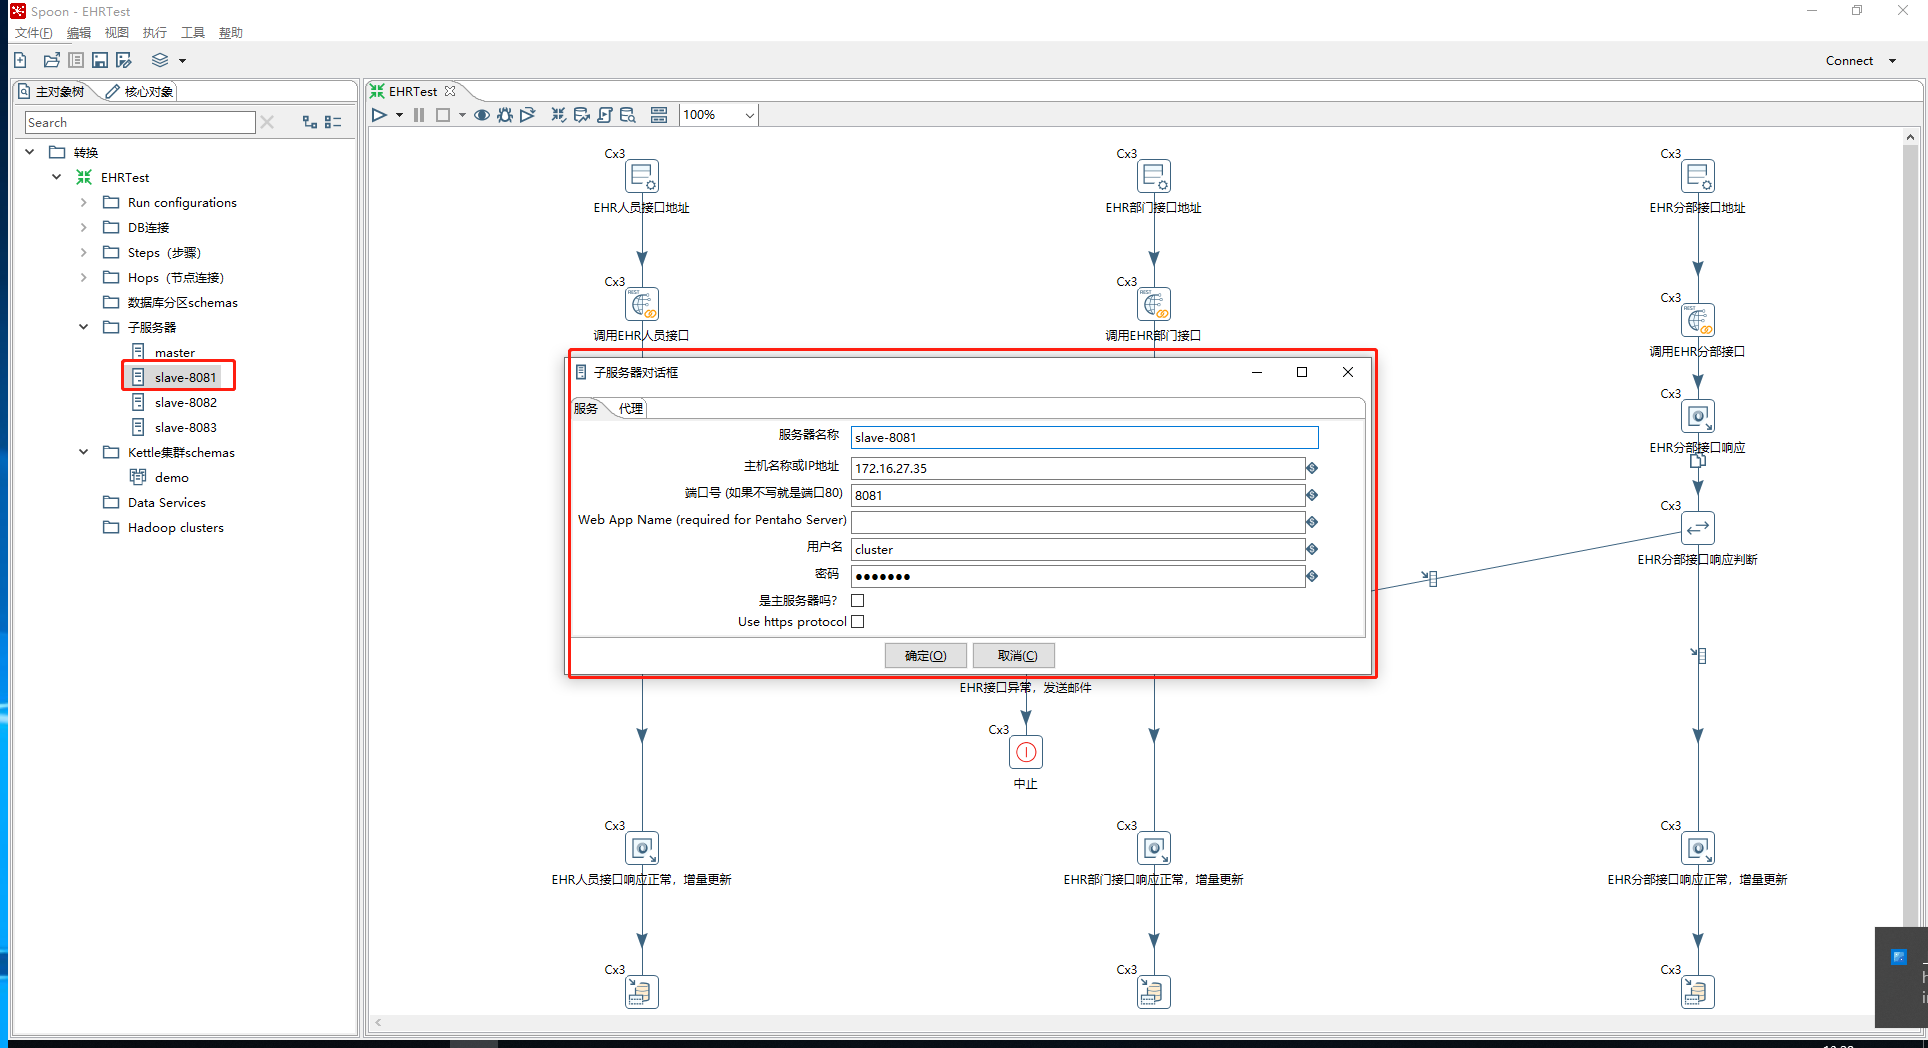 Spoon - EHRTest
文件(F) 编辑 视图 执行 工具 帮助
Connect
主对象树 核心对象
Search
转换
EHRTest
Run configurations
DB连接
Steps（步骤）
Hops（节点连接）
数据库分区schemas
子服务器
master
slave-8081
slave-8082
slave-8083
Kettle集群schemas
demo
Data Services
Hadoop clusters
EHRTest
100%
Cx3 Cx3 Cx3
EHR人员接口地址 EHR部门接口地址 EHR分部接口地址
Cx3 Cx3 Cx3
REST REST REST
调用EHR人员接口 调用EHR部门接口 调用EHR分部接口
Cx3
EHR分部接口响应
Cx3
EHR分部接口响应判断
子服务器对话框
服务 代理
服务器名称 slave-8081
主机名称或IP地址 172.16.27.35
端口号 (如果不写就是端口80) 8081
Web App Name (required for Pentaho Server)
用户名 cluster
密码 ●●●●●●●
是主服务器吗?
Use https protocol
确定(O) 取消(C)
EHR接口异常，发送邮件
Cx3
中止
Cx3 Cx3 Cx3
EHR人员接口响应正常，增量更新 EHR部门接口响应正常，增量更新 EHR分部接口响应正常，增量更新
Cx3 Cx3 Cx3